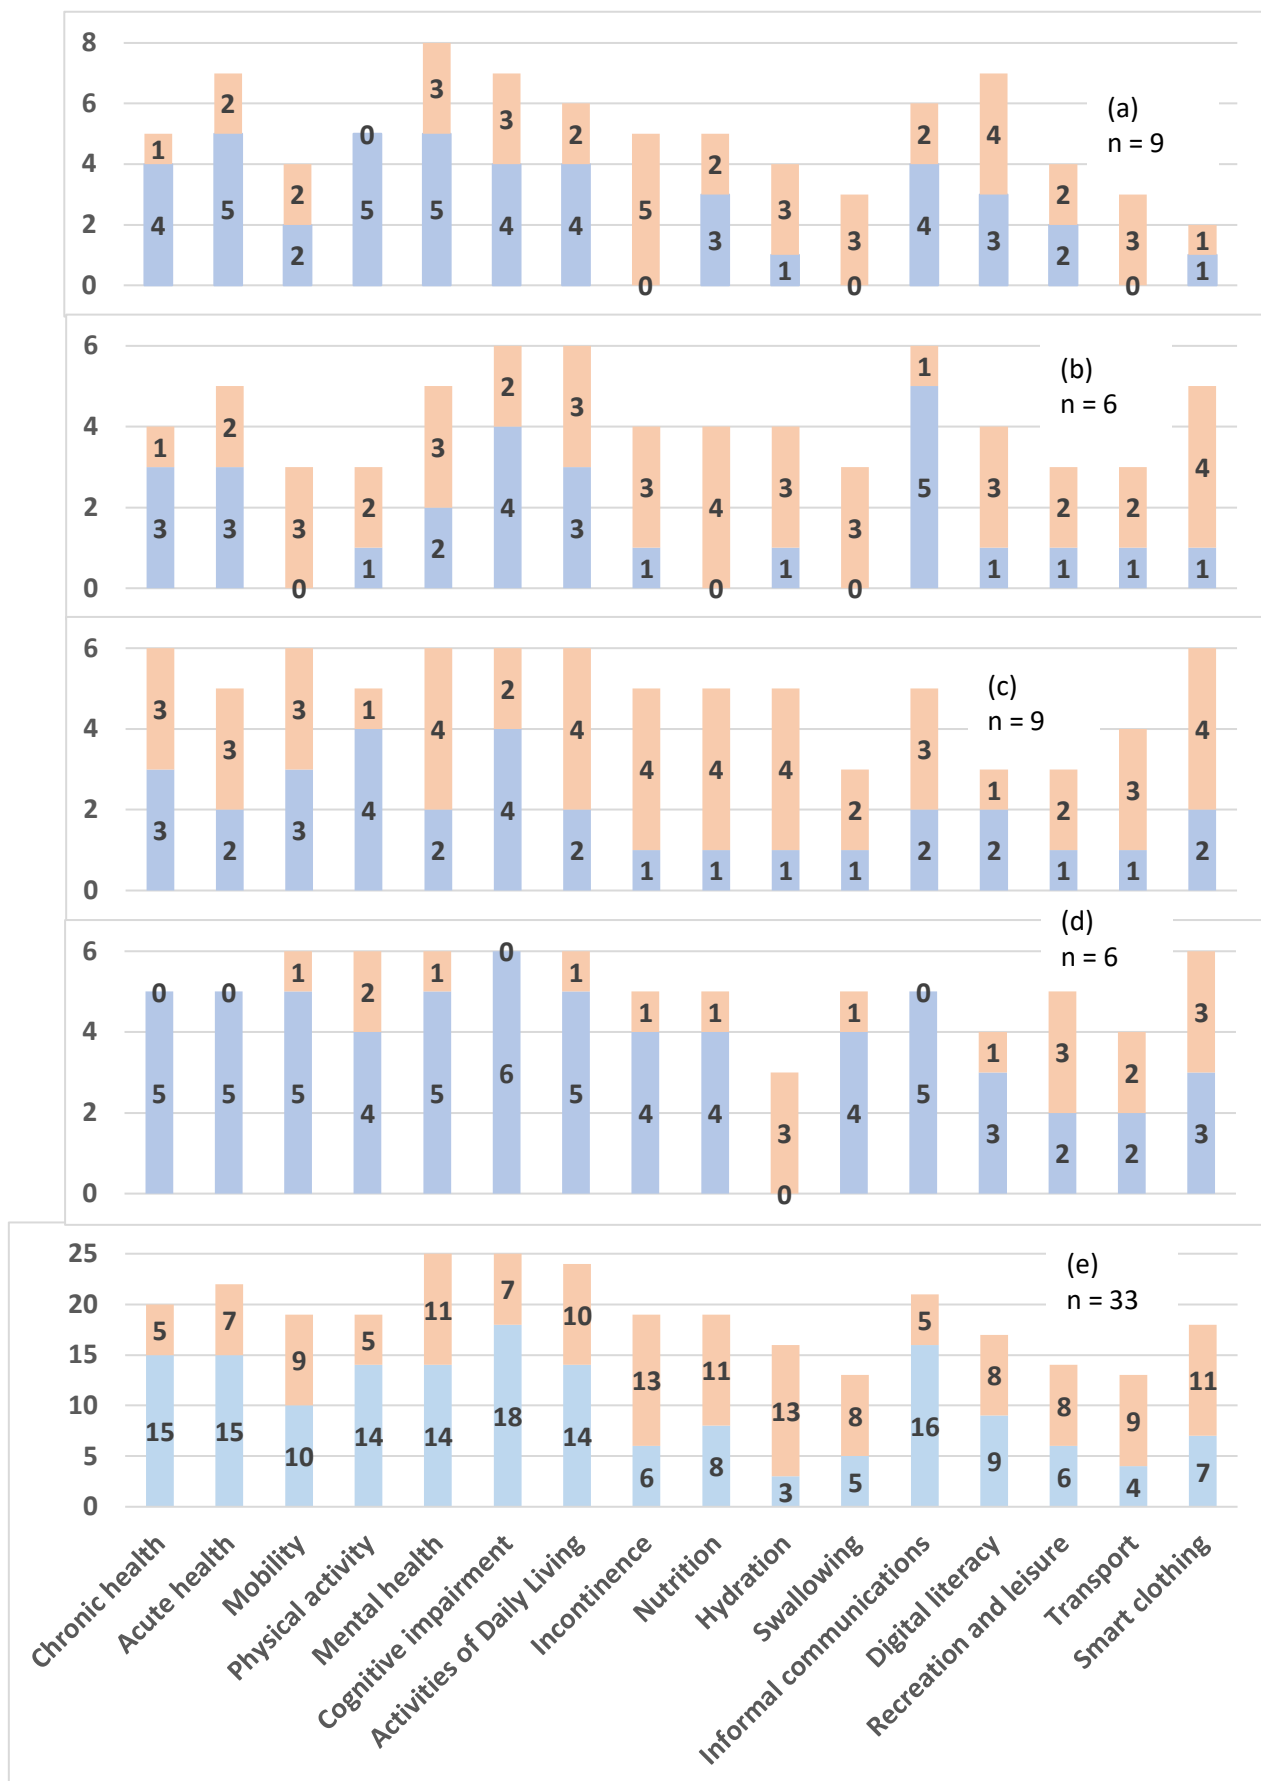 8
6
4
2
0
1 2 2 0 3 3 2 5 2 3 3 2 4 2 3 1
4 5 2 5 5 4 4 0 3 1 0 4 3 2 0 1
(a)
n = 9
6
4
2
0
1 2 3 2 3 2 3 3 4 3 3 1 3 2 2 4
3 3 0 1 2 4 3 1 0 1 0 5 1 1 1 1
(b)
n = 6
6
4
2
0
3 3 3 1 4 2 4 4 4 4 2 3 1 2 3 4
3 2 3 4 2 4 2 1 1 1 1 2 2 1 1 2
(c)
n = 9
6
4
2
0
0 0 1 2 1 0 1 1 1 3 1 0 1 3 2 3
5 5 5 4 5 6 5 4 4 0 4 5 3 2 2 3
(d)
n = 6
25
20
15
10
5
0
5 7 9 5 11 7 10 13 11 13 8 5 8 8 9 11
15 15 10 14 14 18 14 6 8 3 5 16 9 6 4 7
(e)
n = 33
Chronic health
Acute health
Mobility
Physical activity
Mental health
Cognitive impairment
Activities of Daily Living
Incontinence
Nutrition
Hydration
Swallowing
Informal communications
Digital literacy
Recreation and leisure
Transport
Smart clothing